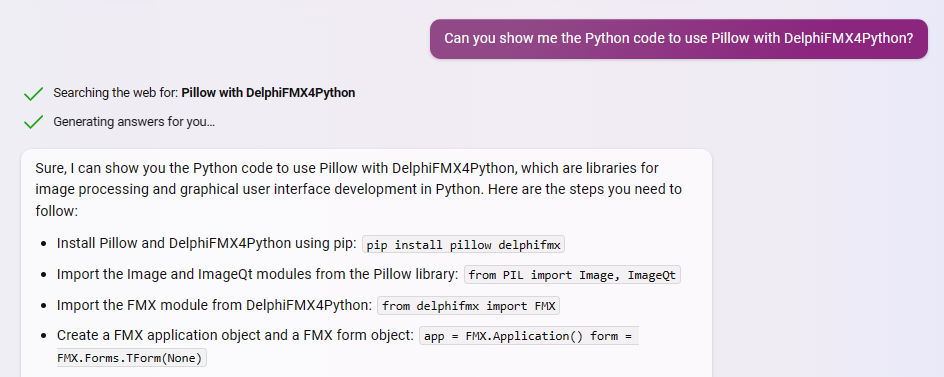 Can you show me the Python code to use Pillow with DelphiFMX4Python?
Searching the web for: Pillow with DelphiFMX4Python
Generating answers for you...
Sure, I can show you the Python code to use Pillow with DelphiFMX4Python, which are libraries for
image processing and graphical user interface development in Python. Here are the steps you need to
follow:
• Install Pillow and DelphiFMX4Python using pip: pip install pillow delphifmx
• Import the Image and ImageQt modules from the Pillow library: from PIL import Image, ImageQt
• Import the FMX module from DelphiFMX4Python: from delphifmx import FMX
• Create a FMX application object and a FMX form object: app = FMX.Application() form =
FMX.Forms.TForm(None)